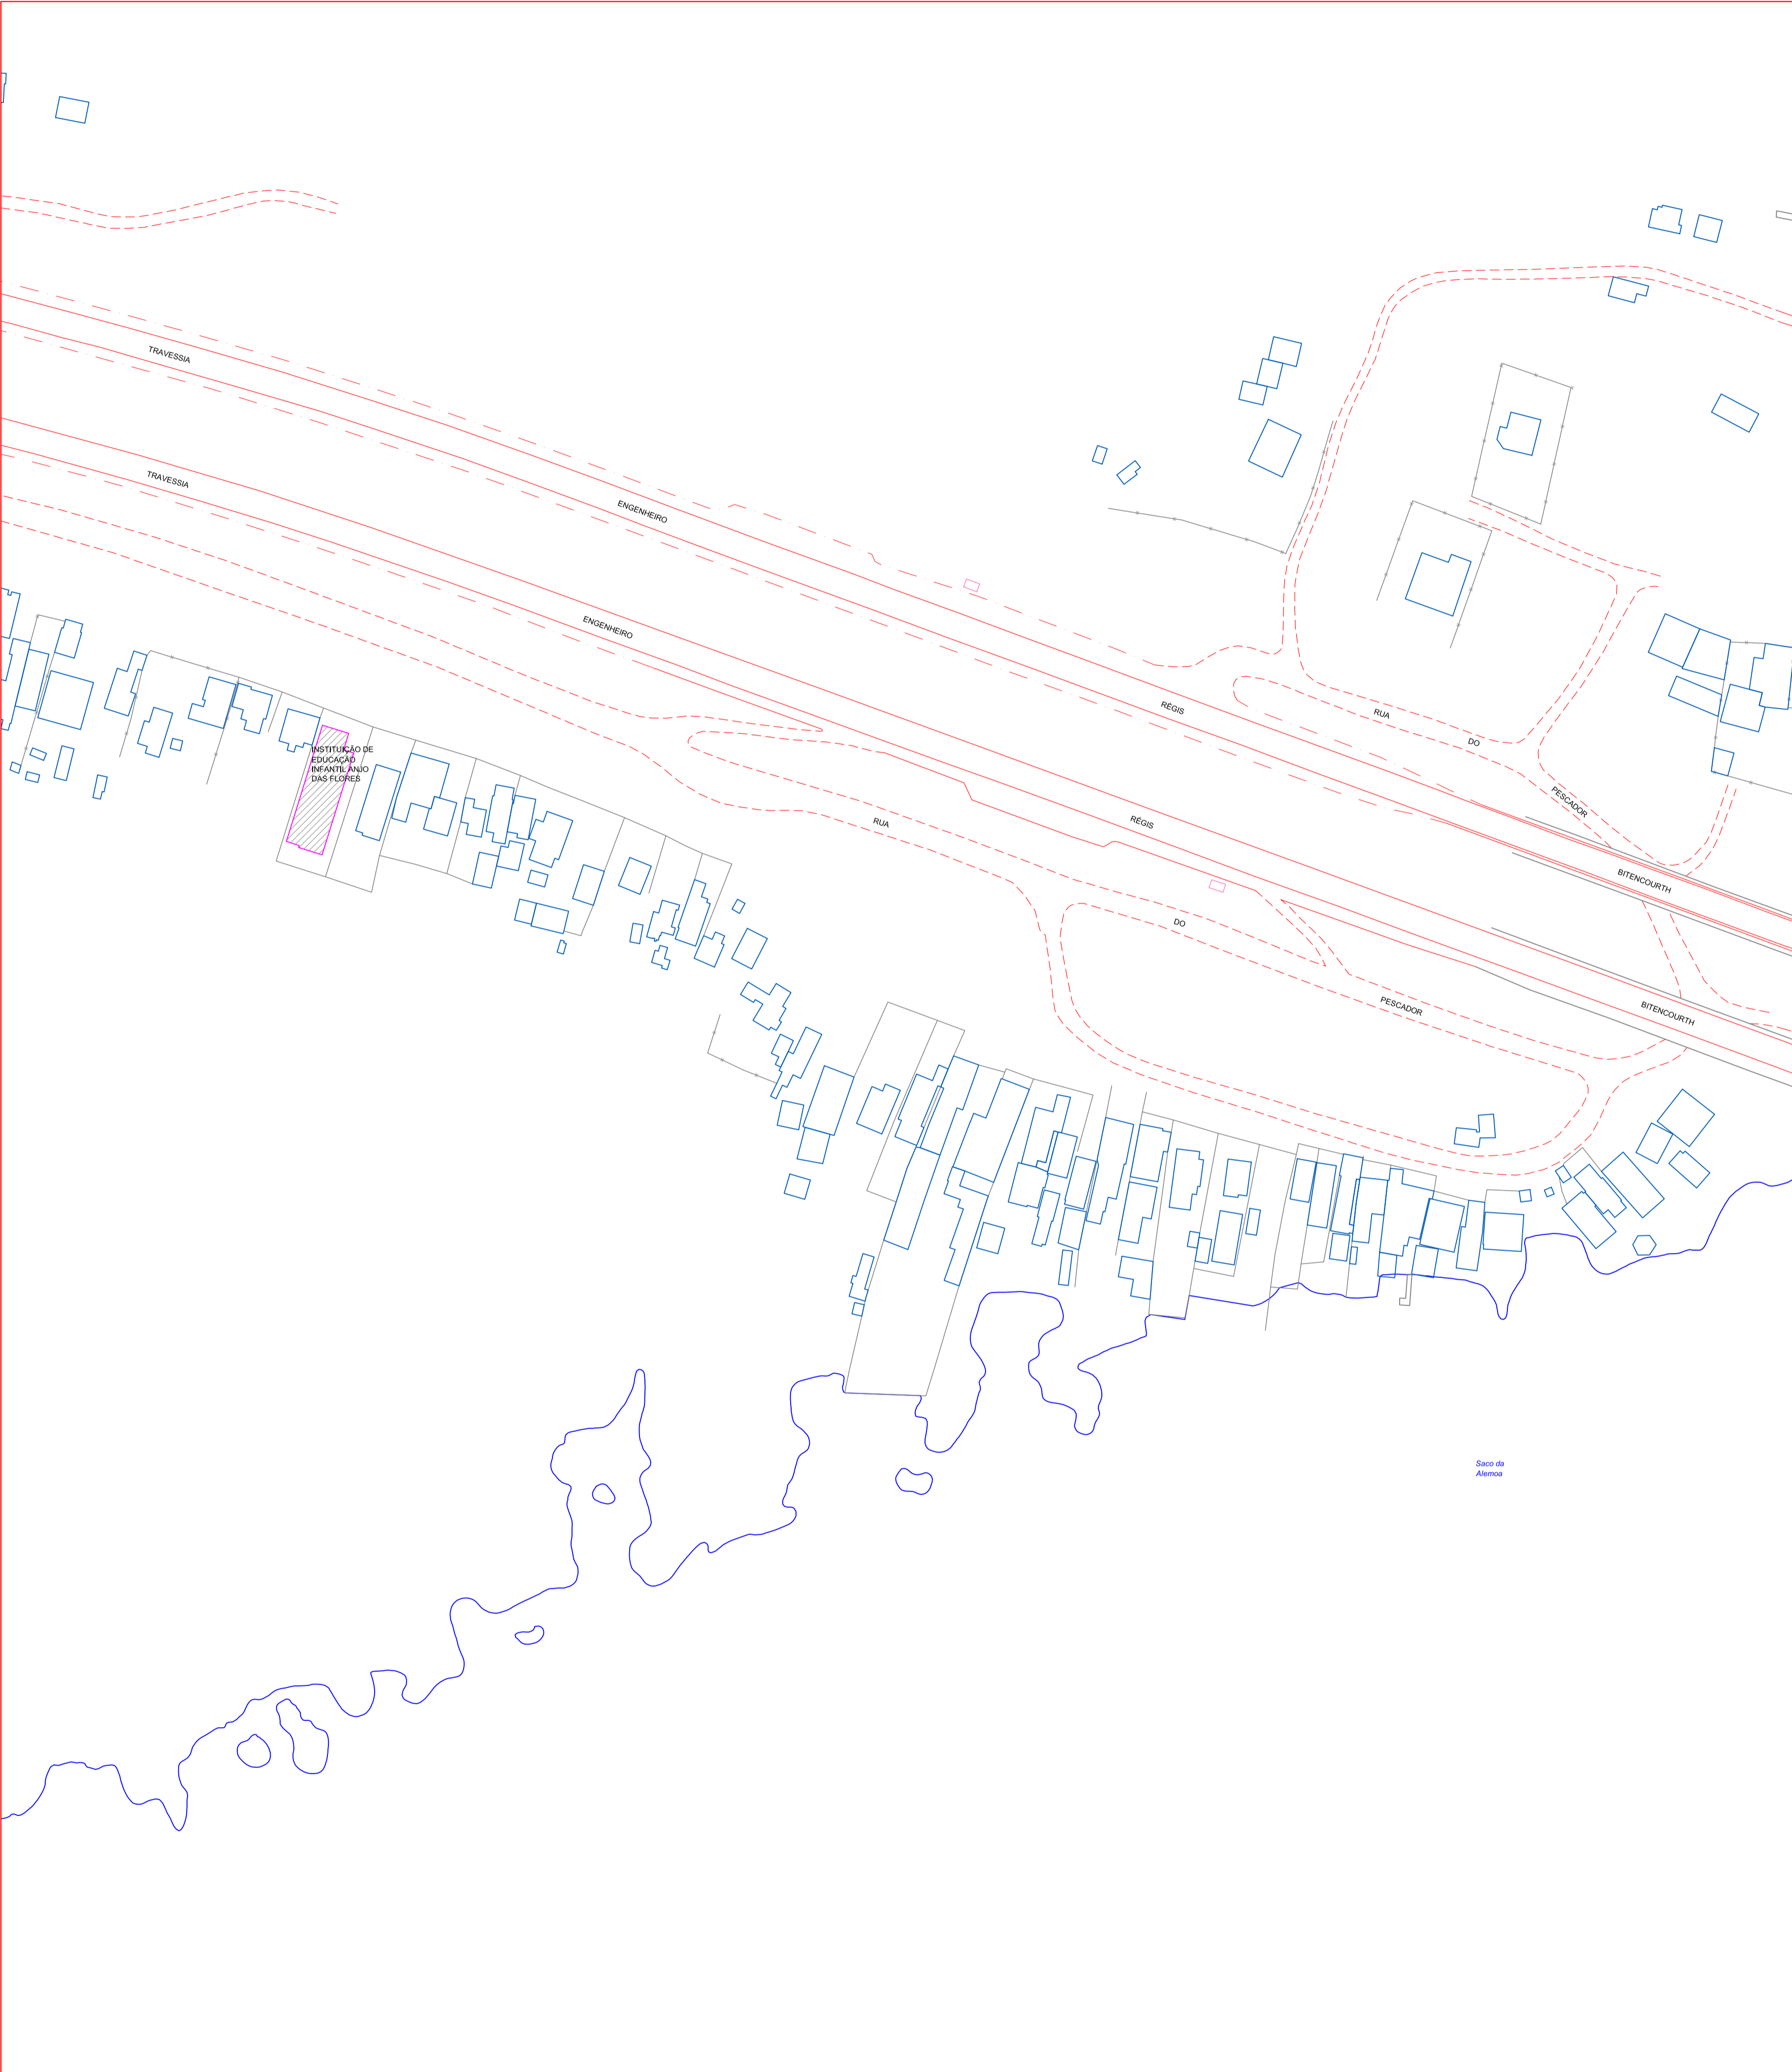 TRAVESSIA
ENGENHEIRO
RÉGIS
BITENCOURTH
TRAVESSIA
ENGENHEIRO
RÉGIS
BITENCOURTH
RUA
DO
PESCADOR
INSTITUIÇÃO DE
EDUCAÇÃO
INFANTIL ANJO
DAS FLORES
RUA
DO
PESCADOR
Saco da
Alemoa